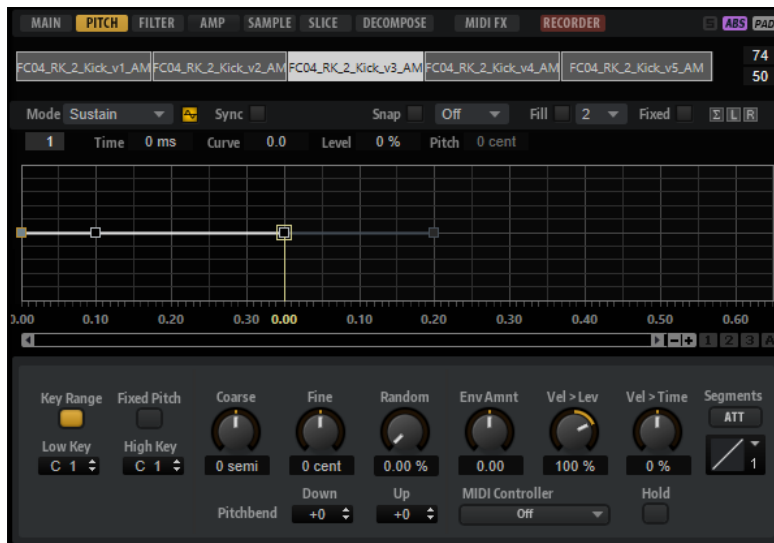 MAIN PITCH FILTER AMP SAMPLE SLICE DECOMPOSE MIDI FX RECORDER S ABS PAD
FC04_RK_2_Kick_v1_AM FC04_RK_2_Kick_v2_AM FC04_RK_2_Kick_v3_AM FC04_RK_2_Kick_v4_AM FC04_RK_2_Kick_v5_AM
74
50
Mode Sustain Sync Snap Off Fill 2 Fixed Σ L R
1 Time 0 ms Curve 0.0 Level 0 % Pitch 0 cent
0.00 0.10 0.20 0.30 0.00 0.10 0.20 0.30 0.40 0.50 0.60
1 2 3 A
Key Range Fixed Pitch Coarse Fine Random Env Amnt Vel > Lev Vel > Time Segments
ATT
Low Key High Key
C 1 C 1 0 semi 0 cent 0.00 % 0.00 100 % 0 % 1
Down Up MIDI Controller Hold
Pitchbend +0 +0 Off